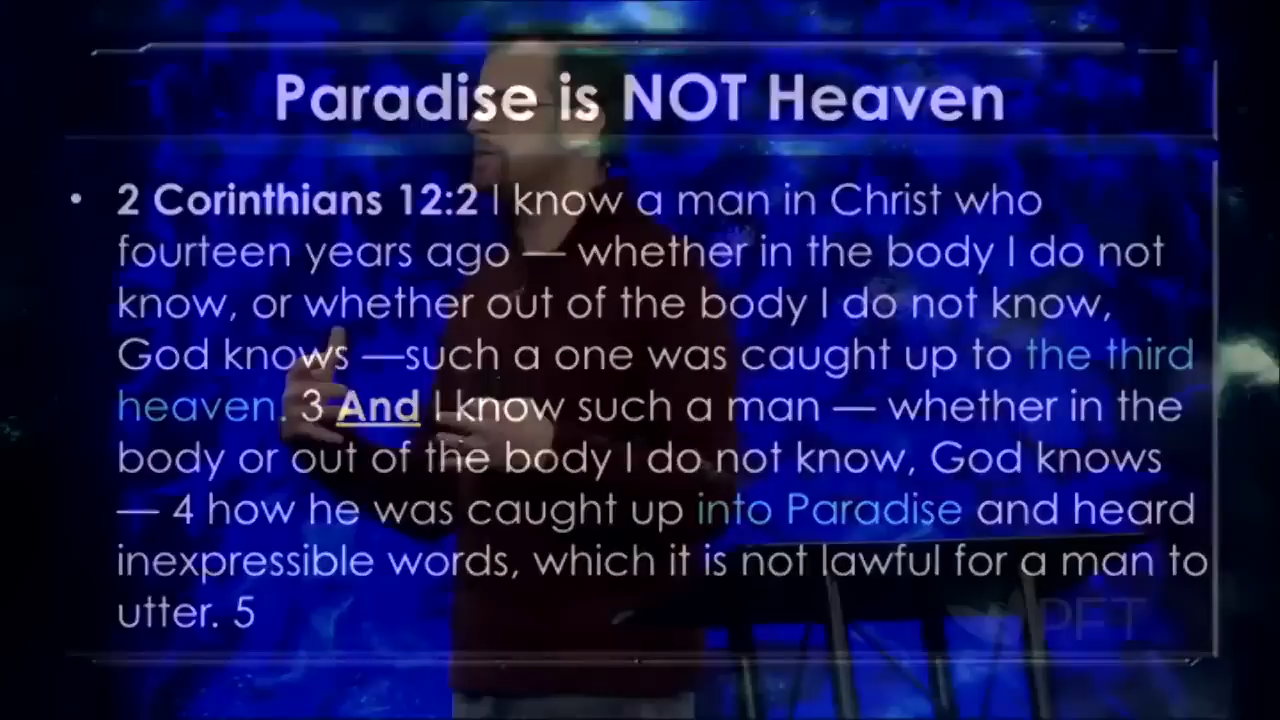 Paradise is NOT Heaven
• 2 Corinthians 12:2 I know a man in Christ who
fourteen years ago — whether in the body I do not
know, or whether out of the body I do not know,
God knows —such a one was caught up to the third
heaven. 3 And I know such a man — whether in the
body or out of the body I do not know, God knows
— 4 how he was caught up into Paradise and heard
inexpressible words, which it is not lawful for a man to
utter. 5
PFT